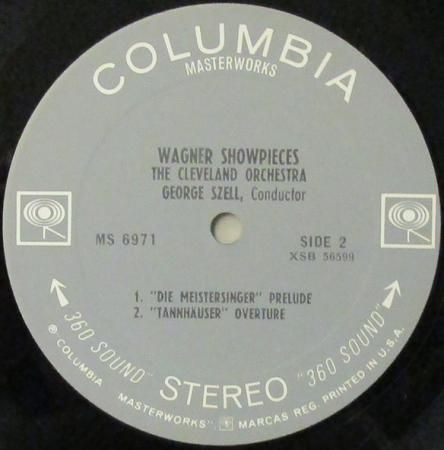 COLUMBIA
MASTERWORKS
WAGNER SHOWPIECES
THE CLEVELAND ORCHESTRA
GEORGE SZELL, Conductor
MS 6971
SIDE 2
XSB 56599
1. "DIE MEISTERSINGER" PRELUDE
2. "TANNHÄUSER" OVERTURE
"360 SOUND" STEREO "360 SOUND"
® COLUMBIA MASTERWORKS", MARCAS REG. PRINTED IN U.S.A.